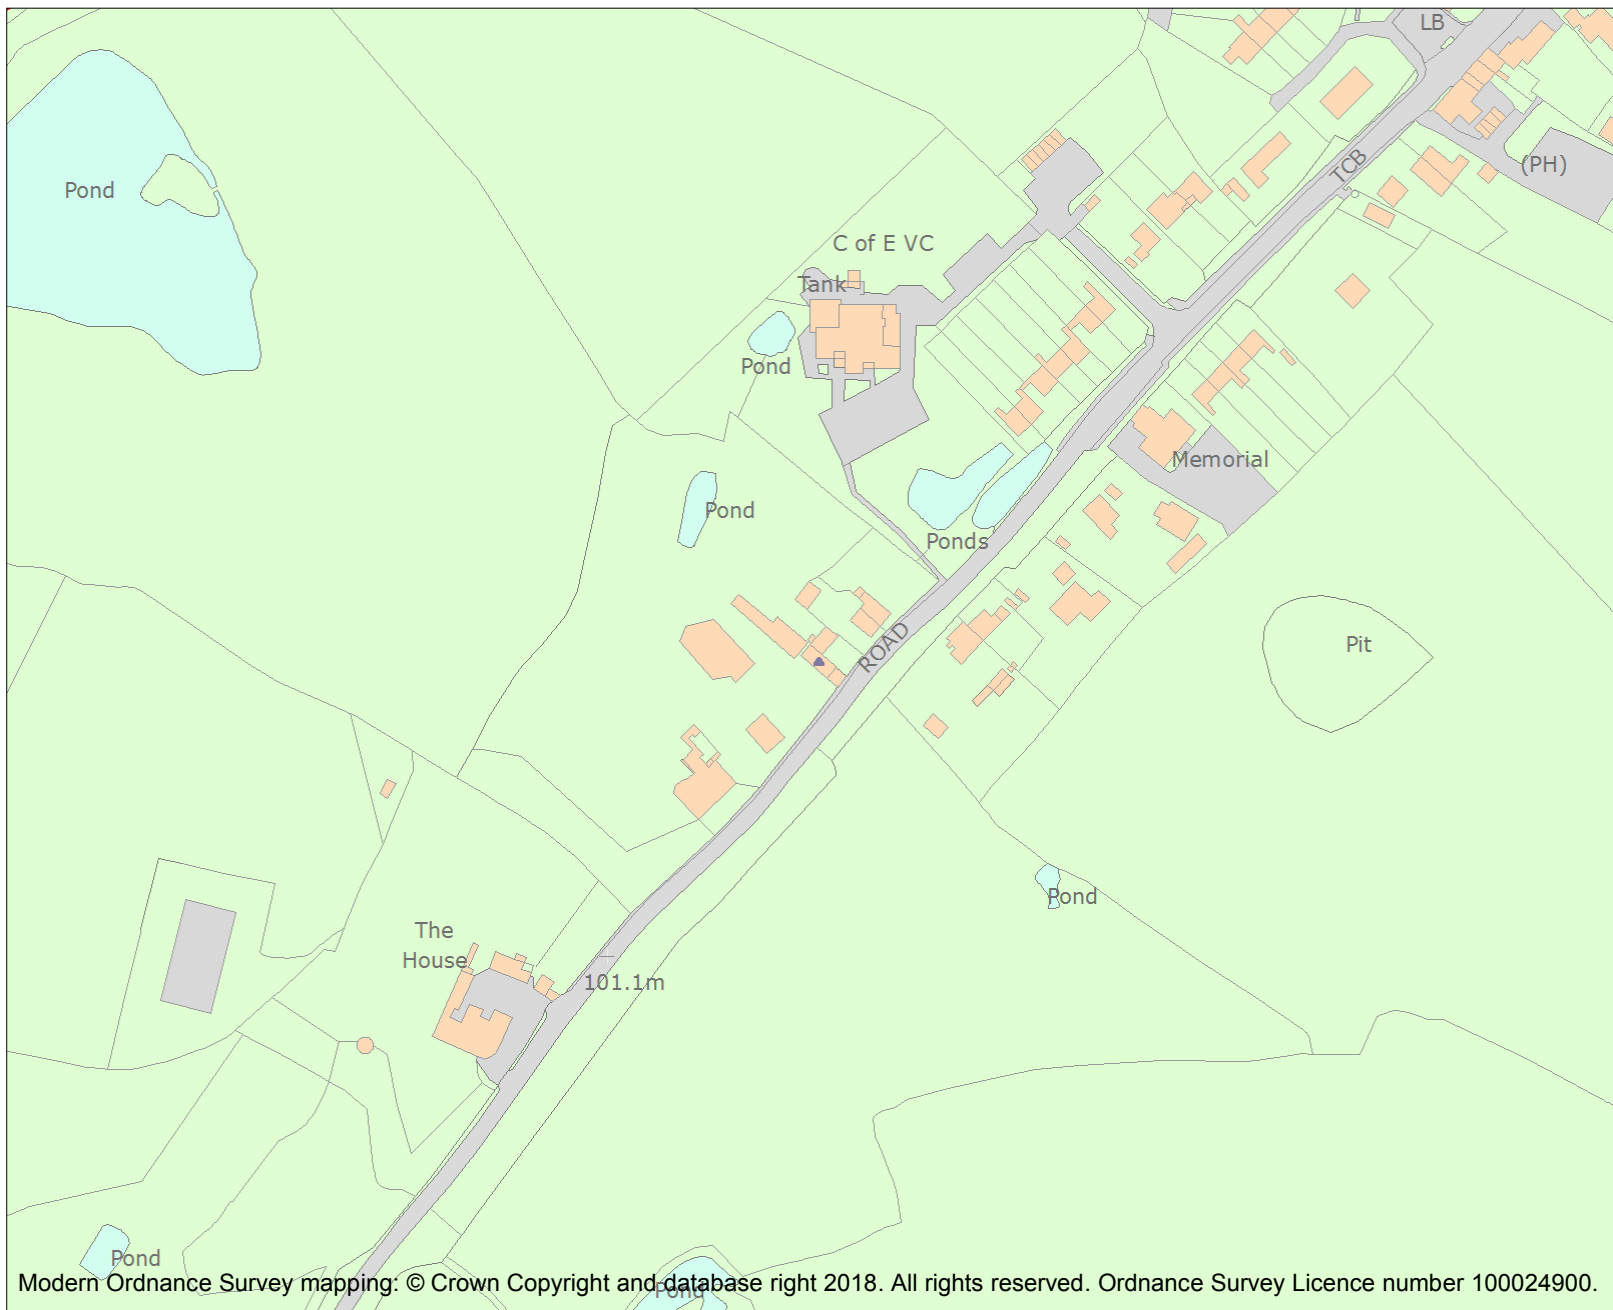 LB
TCB
(PH)
Pond
C of E VC
Tank
Pond
Memorial
Pond
Ponds
ROAD
Pit
Pond
The
House
101.1m
Pond
Pond
Modern Ordnance Survey mapping: © Crown Copyright and database right 2018. All rights reserved. Ordnance Survey Licence number 100024900.